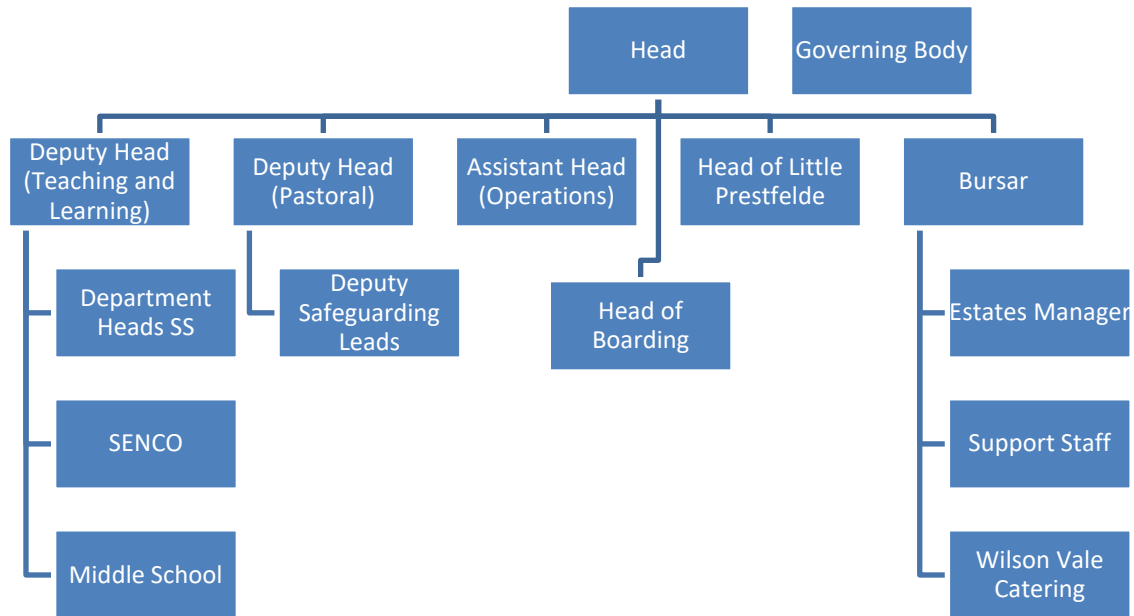 Head
Governing Body
Deputy Head
(Teaching and
Learning)
Deputy Head
(Pastoral)
Assistant Head
(Operations)
Head of Little
Prestfelde
Bursar
Department
Heads SS
Deputy
Safeguarding
Leads
Head of
Boarding
Estates Manager
SENCO
Support Staff
Middle School
Wilson Vale
Catering